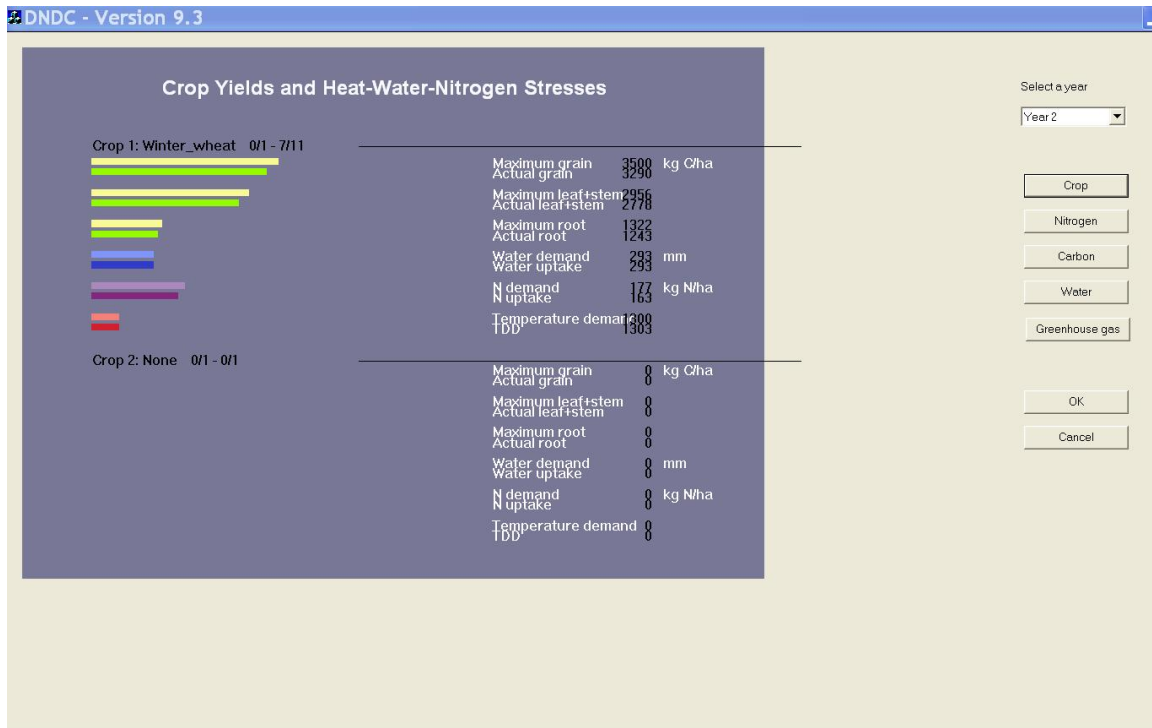 DNDC - Version 9.3
Crop Yields and Heat-Water-Nitrogen Stresses
Select a year
Year 2
Crop 1: Winter_wheat 0/1 - 7/11
Maximum grain 3500 kg C/ha
Actual grain 3290
Maximum leaf+stem 2956
Actual leaf+stem 2778
Maximum root 1322
Actual root 1243
Water demand 293 mm
Water uptake 293
N demand 177 kg N/ha
N uptake 163
Temperature demand 1300
TDD 1303
Crop 2: None 0/1 - 0/1
Maximum grain 0 kg C/ha
Actual grain 0
Maximum leaf+stem 0
Actual leaf+stem 0
Maximum root 0
Actual root 0
Water demand 0 mm
Water uptake 0
N demand 0 kg N/ha
N uptake 0
Temperature demand 0
TDD 0
Crop
Nitrogen
Carbon
Water
Greenhouse gas
OK
Cancel